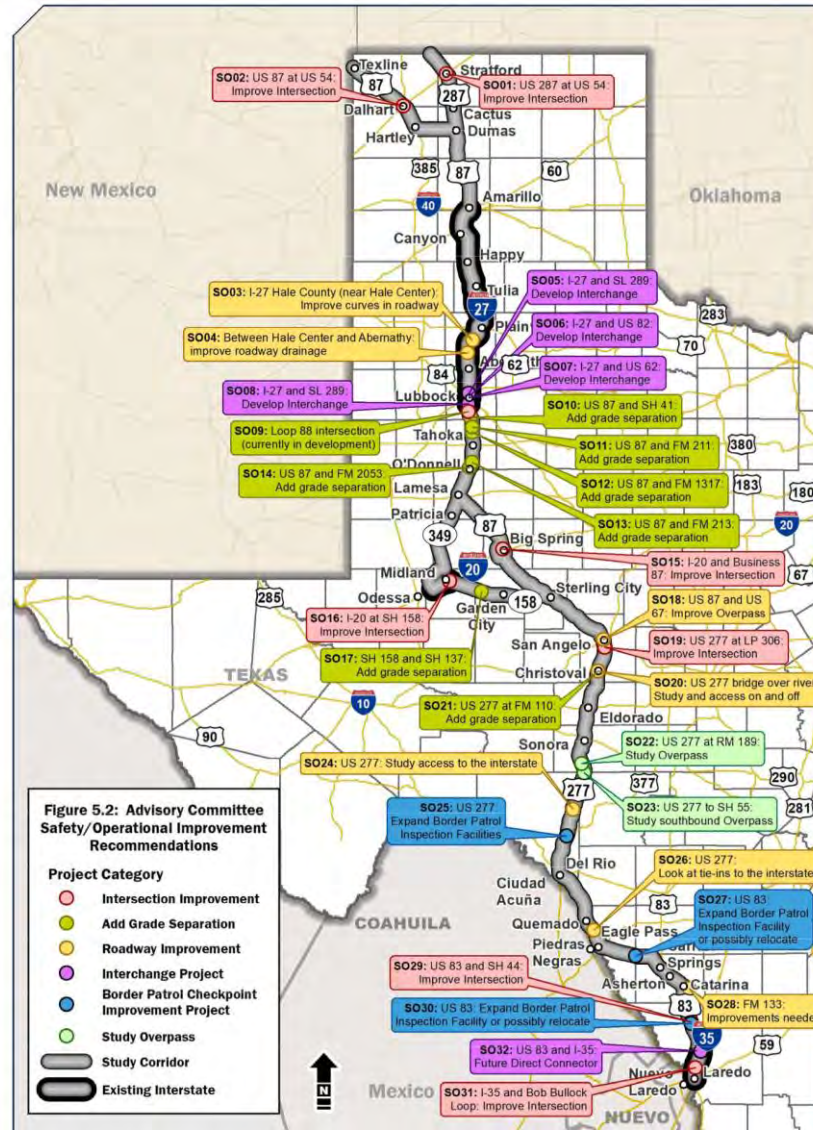 Texline
87
Stratford
SO02: US 87 at US 54:
Improve Intersection
SO01: US 287 at US 54:
Improve Intersection
287
Dalhart
Cactus
Hartley
Dumas
385
87
60
New Mexico
Oklahoma
40
Amarillo
Canyon
Happy
Tulia
SO05: I-27 and SL 289:
Develop Interchange
SO03: I-27 Hale County (near Hale Center):
Improve curves in roadway
27
283
SO06: I-27 and US 82:
Develop Interchange
Plain
SO04: Between Hale Center and Abernathy:
improve roadway drainage
70
62
84
SO07: I-27 and US 62:
Develop Interchange
SO08: I-27 and SL 289:
Develop Interchange
Lubbock
SO10: US 87 and SH 41:
Add grade separation
SO09: Loop 88 intersection
(currently in development)
Tahoka
SO11: US 87 and FM 211:
Add grade separation
380
SO14: US 87 and FM 2053:
Add grade separation
O'Donnell
SO12: US 87 and FM 1317:
Add grade separation
183
180
Lamesa
SO13: US 87 and FM 213:
Add grade separation
Patricia
87
20
349
Big Spring
20
SO15: I-20 and Business
87: Improve Intersection
67
Midland
Odessa
285
Garden
City
158
Sterling City
SO16: I-20 at SH 158:
Improve Intersection
SO18: US 87 and US
67: Improve Overpass
San Angelo
SO19: US 277 at LP 306:
Improve Intersection
TEXAS
SO17: SH 158 and SH 137:
Add grade separation
Christoval
SO20: US 277 bridge over river
Study and access on and off
10
SO21: US 277 at FM 110:
Add grade separation
Eldorado
90
Sonora
SO22: US 277 at RM 189:
Study Overpass
SO24: US 277: Study access to the interstate
377
290
277
SO23: US 277 to SH 55:
Study southbound Overpass
281
SO25: US 277:
Expand Border Patrol
Inspection Facilities
Del Rio
SO26: US 277:
Look at tie-ins to the interstate
Ciudad
Acuña
83
SO27: US 83:
Expand Border Patrol
Inspection Facility
or possibly relocate
COAHUILA
Quemado
Eagle Pass
Piedras
Negras
Springs
SO29: US 83 and SH 44:
Improve Intersection
Asherton
Catarina
83
SO28: FM 133:
Improvements neede
SO30: US 83: Expand Border Patrol
Inspection Facility or possibly relocate
35
59
SO32: US 83 and I-35:
Future Direct Connector
Mexico
Nuevo
Laredo
Laredo
SO31: I-35 and Bob Bullock
Loop: Improve Intersection
NUEVO
Figure 5.2: Advisory Committee
Safety/Operational Improvement
Recommendations
Project Category
Intersection Improvement
Add Grade Separation
Roadway Improvement
Interchange Project
Border Patrol Checkpoint
Improvement Project
Study Overpass
Study Corridor
Existing Interstate
N